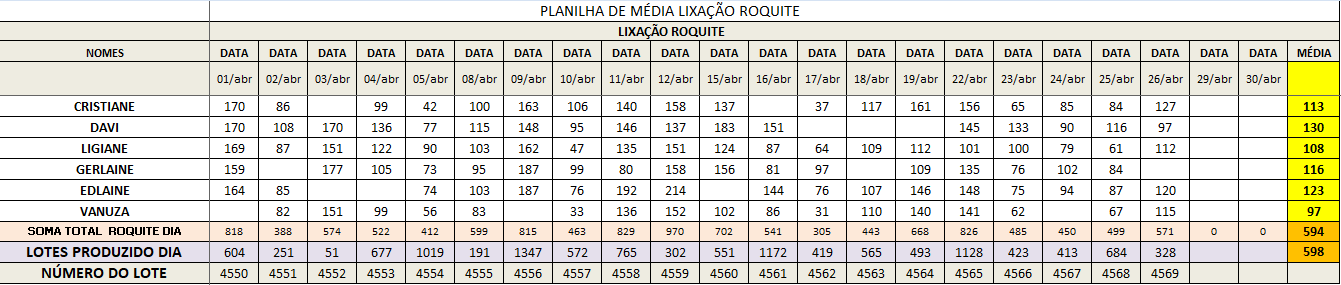 PLANILHA DE MÉDIA LIXAÇÃO ROQUITE
LIXAÇÃO ROQUITE
NOMES DATA DATA DATA DATA DATA DATA DATA DATA DATA DATA DATA DATA DATA DATA DATA DATA DATA DATA DATA DATA DATA DATA MÉDIA
01/abr 02/abr 03/abr 04/abr 05/abr 08/abr 09/abr 10/abr 11/abr 12/abr 15/abr 16/abr 17/abr 18/abr 19/abr 22/abr 23/abr 24/abr 25/abr 26/abr 29/abr 30/abr
CRISTIANE 170 86 99 42 100 163 106 140 158 137 37 117 161 156 65 85 84 127 113
DAVI 170 108 170 136 77 115 148 95 146 137 183 151 145 133 90 116 97 130
LIGIANE 169 87 151 122 90 103 162 47 135 151 124 87 64 109 112 101 100 79 61 112 108
GERLAINE 159 177 105 73 95 187 99 80 158 156 81 97 109 135 76 102 84 116
EDLAINE 164 85 74 103 187 76 192 214 144 76 107 146 148 75 94 87 120 123
VANUZA 82 151 99 56 83 33 136 152 102 86 31 110 140 141 62 67 115 97
SOMA TOTAL ROQUITE DIA 818 388 574 522 412 599 815 463 829 970 702 541 305 443 668 826 485 450 499 571 0 0 594
LOTES PRODUZIDO DIA 604 251 51 677 1019 191 1347 572 765 302 551 1172 419 565 493 1128 423 413 684 328 598
NÚMERO DO LOTE 4550 4551 4552 4553 4554 4555 4556 4557 4558 4559 4560 4561 4562 4563 4564 4565 4566 4567 4568 4569